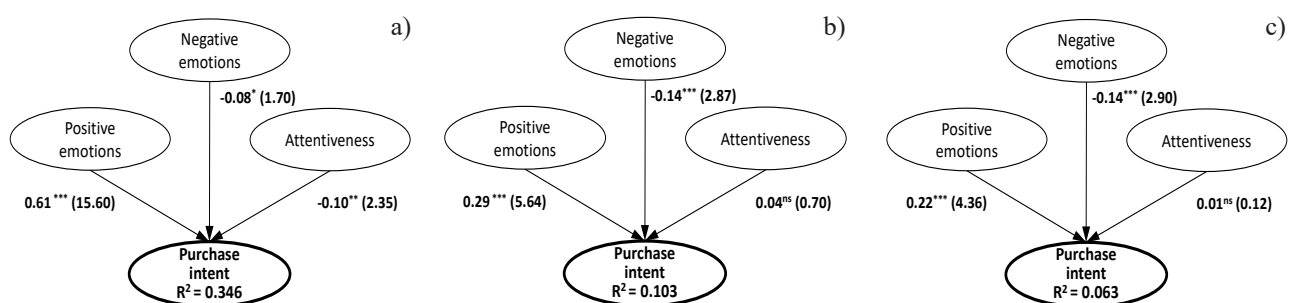 a)
Negative
emotions
-0.08* (1.70)
Positive
emotions
Attentiveness
0.61*** (15.60)
-0.10** (2.35)
Purchase
intent
R² = 0.346
b)
Negative
emotions
-0.14*** (2.87)
Positive
emotions
Attentiveness
0.29*** (5.64)
0.04ns (0.70)
Purchase
intent
R² = 0.103
c)
Negative
emotions
-0.14*** (2.90)
Positive
emotions
Attentiveness
0.22*** (4.36)
0.01ns (0.12)
Purchase
intent
R² = 0.063